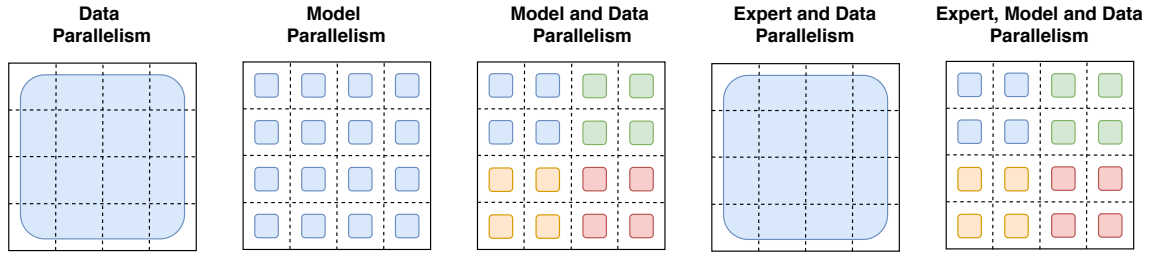 Data
Parallelism
Model
Parallelism
Model and Data
Parallelism
Expert and Data
Parallelism
Expert, Model and Data
Parallelism